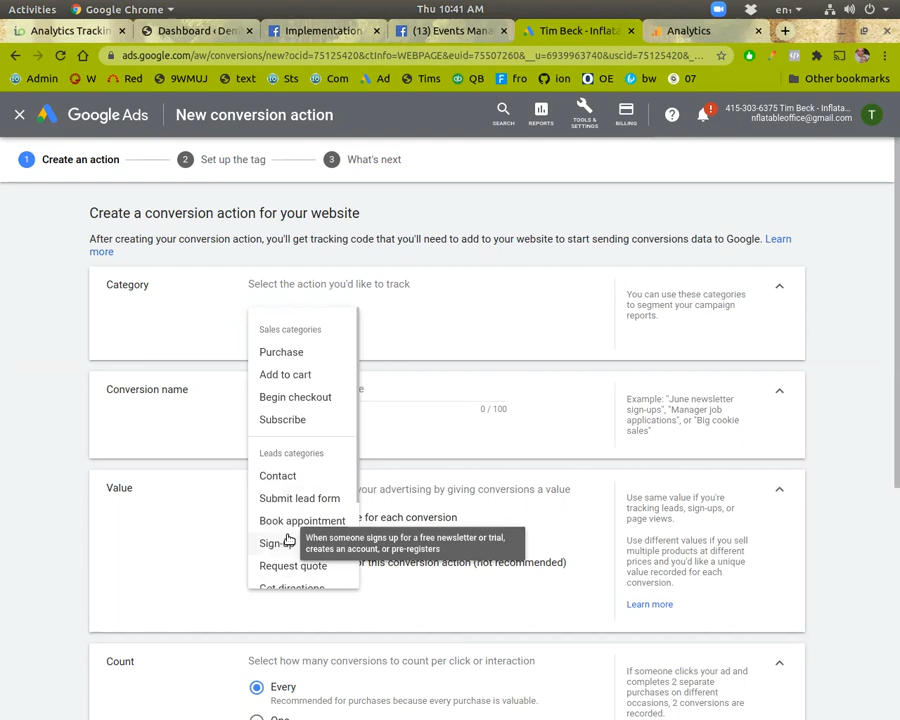 Activities
Google Chrome
Thu 10:41 AM
en₁
Analytics Trackin
Dashboard ‹ Dem
Implementation
(13) Events Mana
Tim Beck - Inflata
Analytics
ads.google.com/aw/conversions/new?ocid=75125420&ctInfo=WEBPAGE&euid=75507260&__u=6939963740&uscid=75125420&_...
Admin
W
Red
9WMUJ
text
Sts
Com
Ad
Tims
QB
fro
ion
OE
bw
07
Other bookmarks
Google Ads
New conversion action
SEARCH
REPORTS
TOOLS &
SETTINGS
BILLING
415-303-6375 Tim Beck - Inflata...
nflatableoffice@gmail.com
T
1 Create an action
2 Set up the tag
3 What's next
Create a conversion action for your website
After creating your conversion action, you'll get tracking code that you'll need to add to your website to start sending conversions data to Google. Learn
more
Category
Select the action you'd like to track
You can use these categories
to segment your campaign
reports.
Sales categories
Purchase
Add to cart
Begin checkout
Subscribe
Leads categories
Contact
Submit lead form
Book appointment
Sign-up
Request quote
Get directions
When someone signs up for a free newsletter or trial,
creates an account, or pre-registers
Conversion name
e
0 / 100
Example: "June newsletter
sign-ups", "Manager job
applications", or "Big cookie
sales"
Value
your advertising by giving conversions a value
e for each conversion
or this conversion action (not recommended)
Use same value if you're
tracking leads, sign-ups, or
page views.
Use different values if you sell
multiple products at different
prices and you'd like a unique
value recorded for each
conversion.
Learn more
Count
Select how many conversions to count per click or interaction
Every
Recommended for purchases because every purchase is valuable.
One
If someone clicks your ad and
completes 2 separate
purchases on different
occasions, 2 conversions are
recorded.